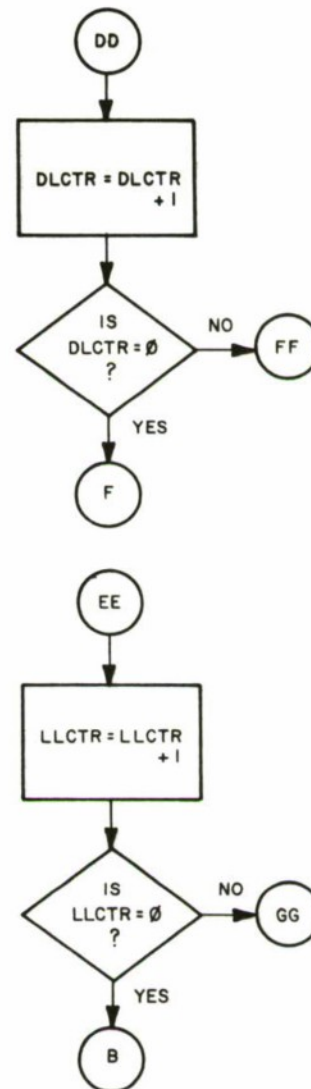 DD
DLCTR = DLCTR
+ 1
IS
DLCTR = Ø
?
NO
FF
YES
F
EE
LLCTR = LLCTR
+ 1
IS
LLCTR = Ø
?
NO
GG
YES
B